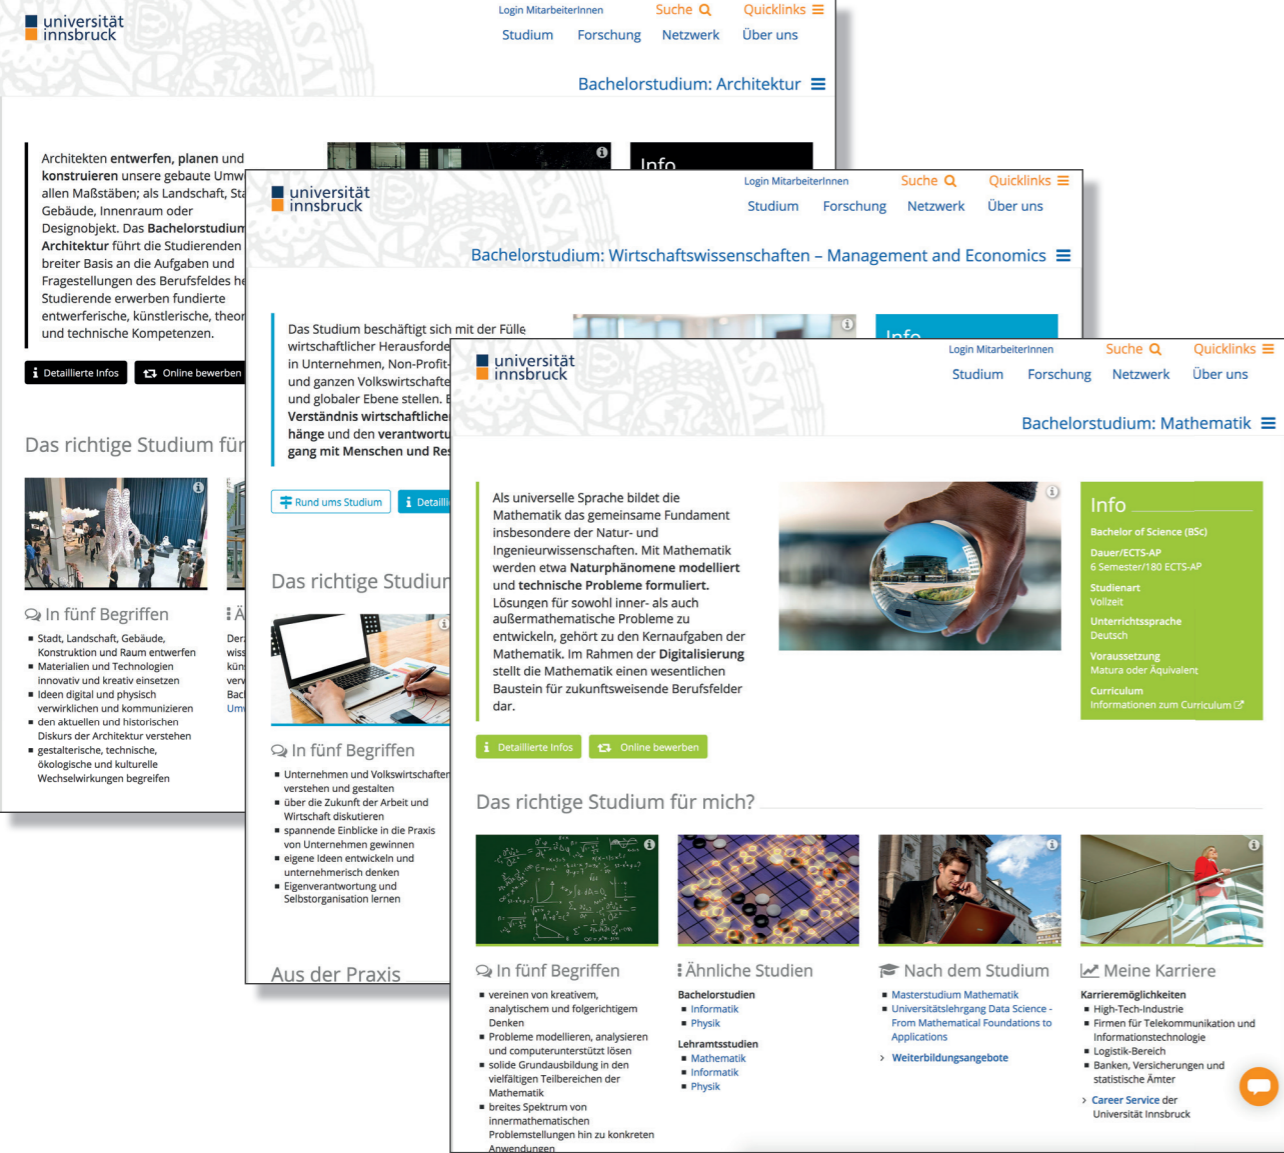 universität
innsbruck
Login MitarbeiterInnen
Suche
Quicklinks
Studium
Forschung
Netzwerk
Über uns
Bachelorstudium: Architektur
Architekten entwerfen, planen und
konstruieren unsere gebaute Umw
allen Maßstäben; als Landschaft, Sta
Gebäude, Innenraum oder
Designobjekt. Das Bachelorstudium
Architektur führt die Studierenden
breiter Basis an die Aufgaben und
Fragestellungen des Berufsfeldes he
Studierende erwerben fundierte
entwerferische, künstlerische, theor
und technische Kompetenzen.
Info
Detaillierte Infos
Online bewerben
Das richtige Studium für
In fünf Begriffen
Stadt, Landschaft, Gebäude,
Konstruktion und Raum entwerfen
Materialien und Technologien
innovativ und kreativ einsetzen
Ideen digital und physisch
verwirklichen und kommunizieren
den aktuellen und historischen
Diskurs der Architektur verstehen
gestalterische, technische,
ökologische und kulturelle
Wechselwirkungen begreifen
Ä
Der
wiss
kün
verw
Bac
Umw
universität
innsbruck
Login MitarbeiterInnen
Suche
Quicklinks
Studium
Forschung
Netzwerk
Über uns
Bachelorstudium: Wirtschaftswissenschaften – Management and Economics
Das Studium beschäftigt sich mit der Fülle
wirtschaftlicher Herausforde
in Unternehmen, Non-Profit-
und ganzen Volkswirtschafte
und globaler Ebene stellen. E
Verständnis wirtschaftliche
hänge und den verantwortu
gang mit Menschen und Res
Info
Rund ums Studium
Detailli
Das richtige Studiun
In fünf Begriffen
Unternehmen und Volkswirtschaften
verstehen und gestalten
über die Zukunft der Arbeit und
Wirtschaft diskutieren
spannende Einblicke in die Praxis
von Unternehmen gewinnen
eigene Ideen entwickeln und
unternehmerisch denken
Eigenverantwortung und
Selbstorganisation lernen
Aus der Praxis
universität
innsbruck
Login MitarbeiterInnen
Suche
Quicklinks
Studium
Forschung
Netzwerk
Über uns
Bachelorstudium: Mathematik
Als universelle Sprache bildet die
Mathematik das gemeinsame Fundament
insbesondere der Natur- und
Ingenieurwissenschaften. Mit Mathematik
werden etwa Naturphänomene modelliert
und technische Probleme formuliert.
Lösungen für sowohl inner- als auch
außermathematische Probleme zu
entwickeln, gehört zu den Kernaufgaben der
Mathematik. Im Rahmen der Digitalisierung
stellt die Mathematik einen wesentlichen
Baustein für zukunftsweisende Berufsfelder
dar.
Info
Bachelor of Science (BSc)
Dauer/ECTS-AP
6 Semester/180 ECTS-AP
Studienart
Vollzeit
Unterrichtssprache
Deutsch
Voraussetzung
Matura oder Äquivalent
Curriculum
Informationen zum Curriculum
Detaillierte Infos
Online bewerben
Das richtige Studium für mich?
In fünf Begriffen
vereinen von kreativem,
analytischem und folgerichtigem
Denken
Probleme modellieren, analysieren
und computerunterstützt lösen
solide Grundausbildung in den
vielfältigen Teilbereichen der
Mathematik
breites Spektrum von
innermathematischen
Problemstellungen hin zu konkreten
Anwendungen
Ähnliche Studien
Bachelorstudien
Informatik
Physik
Lehramtsstudien
Mathematik
Informatik
Physik
Nach dem Studium
Masterstudium Mathematik
Universitätslehrgang Data Science -
From Mathematical Foundations to
Applications
Weiterbildungsangebote
Meine Karriere
Karrieremöglichkeiten
High-Tech-Industrie
Firmen für Telekommunikation und
Informationstechnologie
Logistik-Bereich
Banken, Versicherungen und
statistische Ämter
Career Service der
Universität Innsbruck